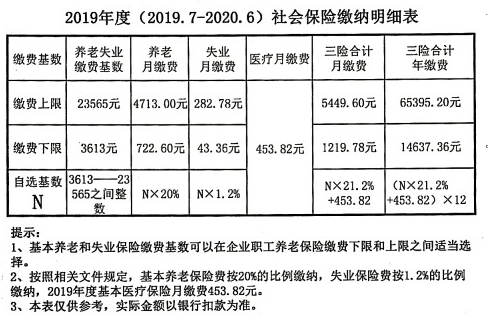 2019年度（2019.7-2020.6）社会保险缴纳明细表
缴费基数 养老失业缴费基数 养老月缴费 失业月缴费 医疗月缴费 三险合计月缴费 三险合计年缴费
缴费上限 23565元 4713.00元 282.78元 453.82元 5449.60元 65395.20元
缴费下限 3613元 722.60元 43.36元 1219.78元 14637.36元
自选基数N 3613——23565之间整数 N×20% N×1.2% N×21.2%+453.82 （N×21.2%+453.82）×12
提示：
1、基本养老和失业保险缴费基数可以在企业职工养老保险缴费下限和上限之间适当选
择。
2、按照相关文件规定，基本养老保险费按20%的比例缴纳，失业保险费按1.2%的比例
缴纳，2019年度基本医疗保险月缴费453.82元。
3、本表仅供参考，实际金额以银行扣款为准。